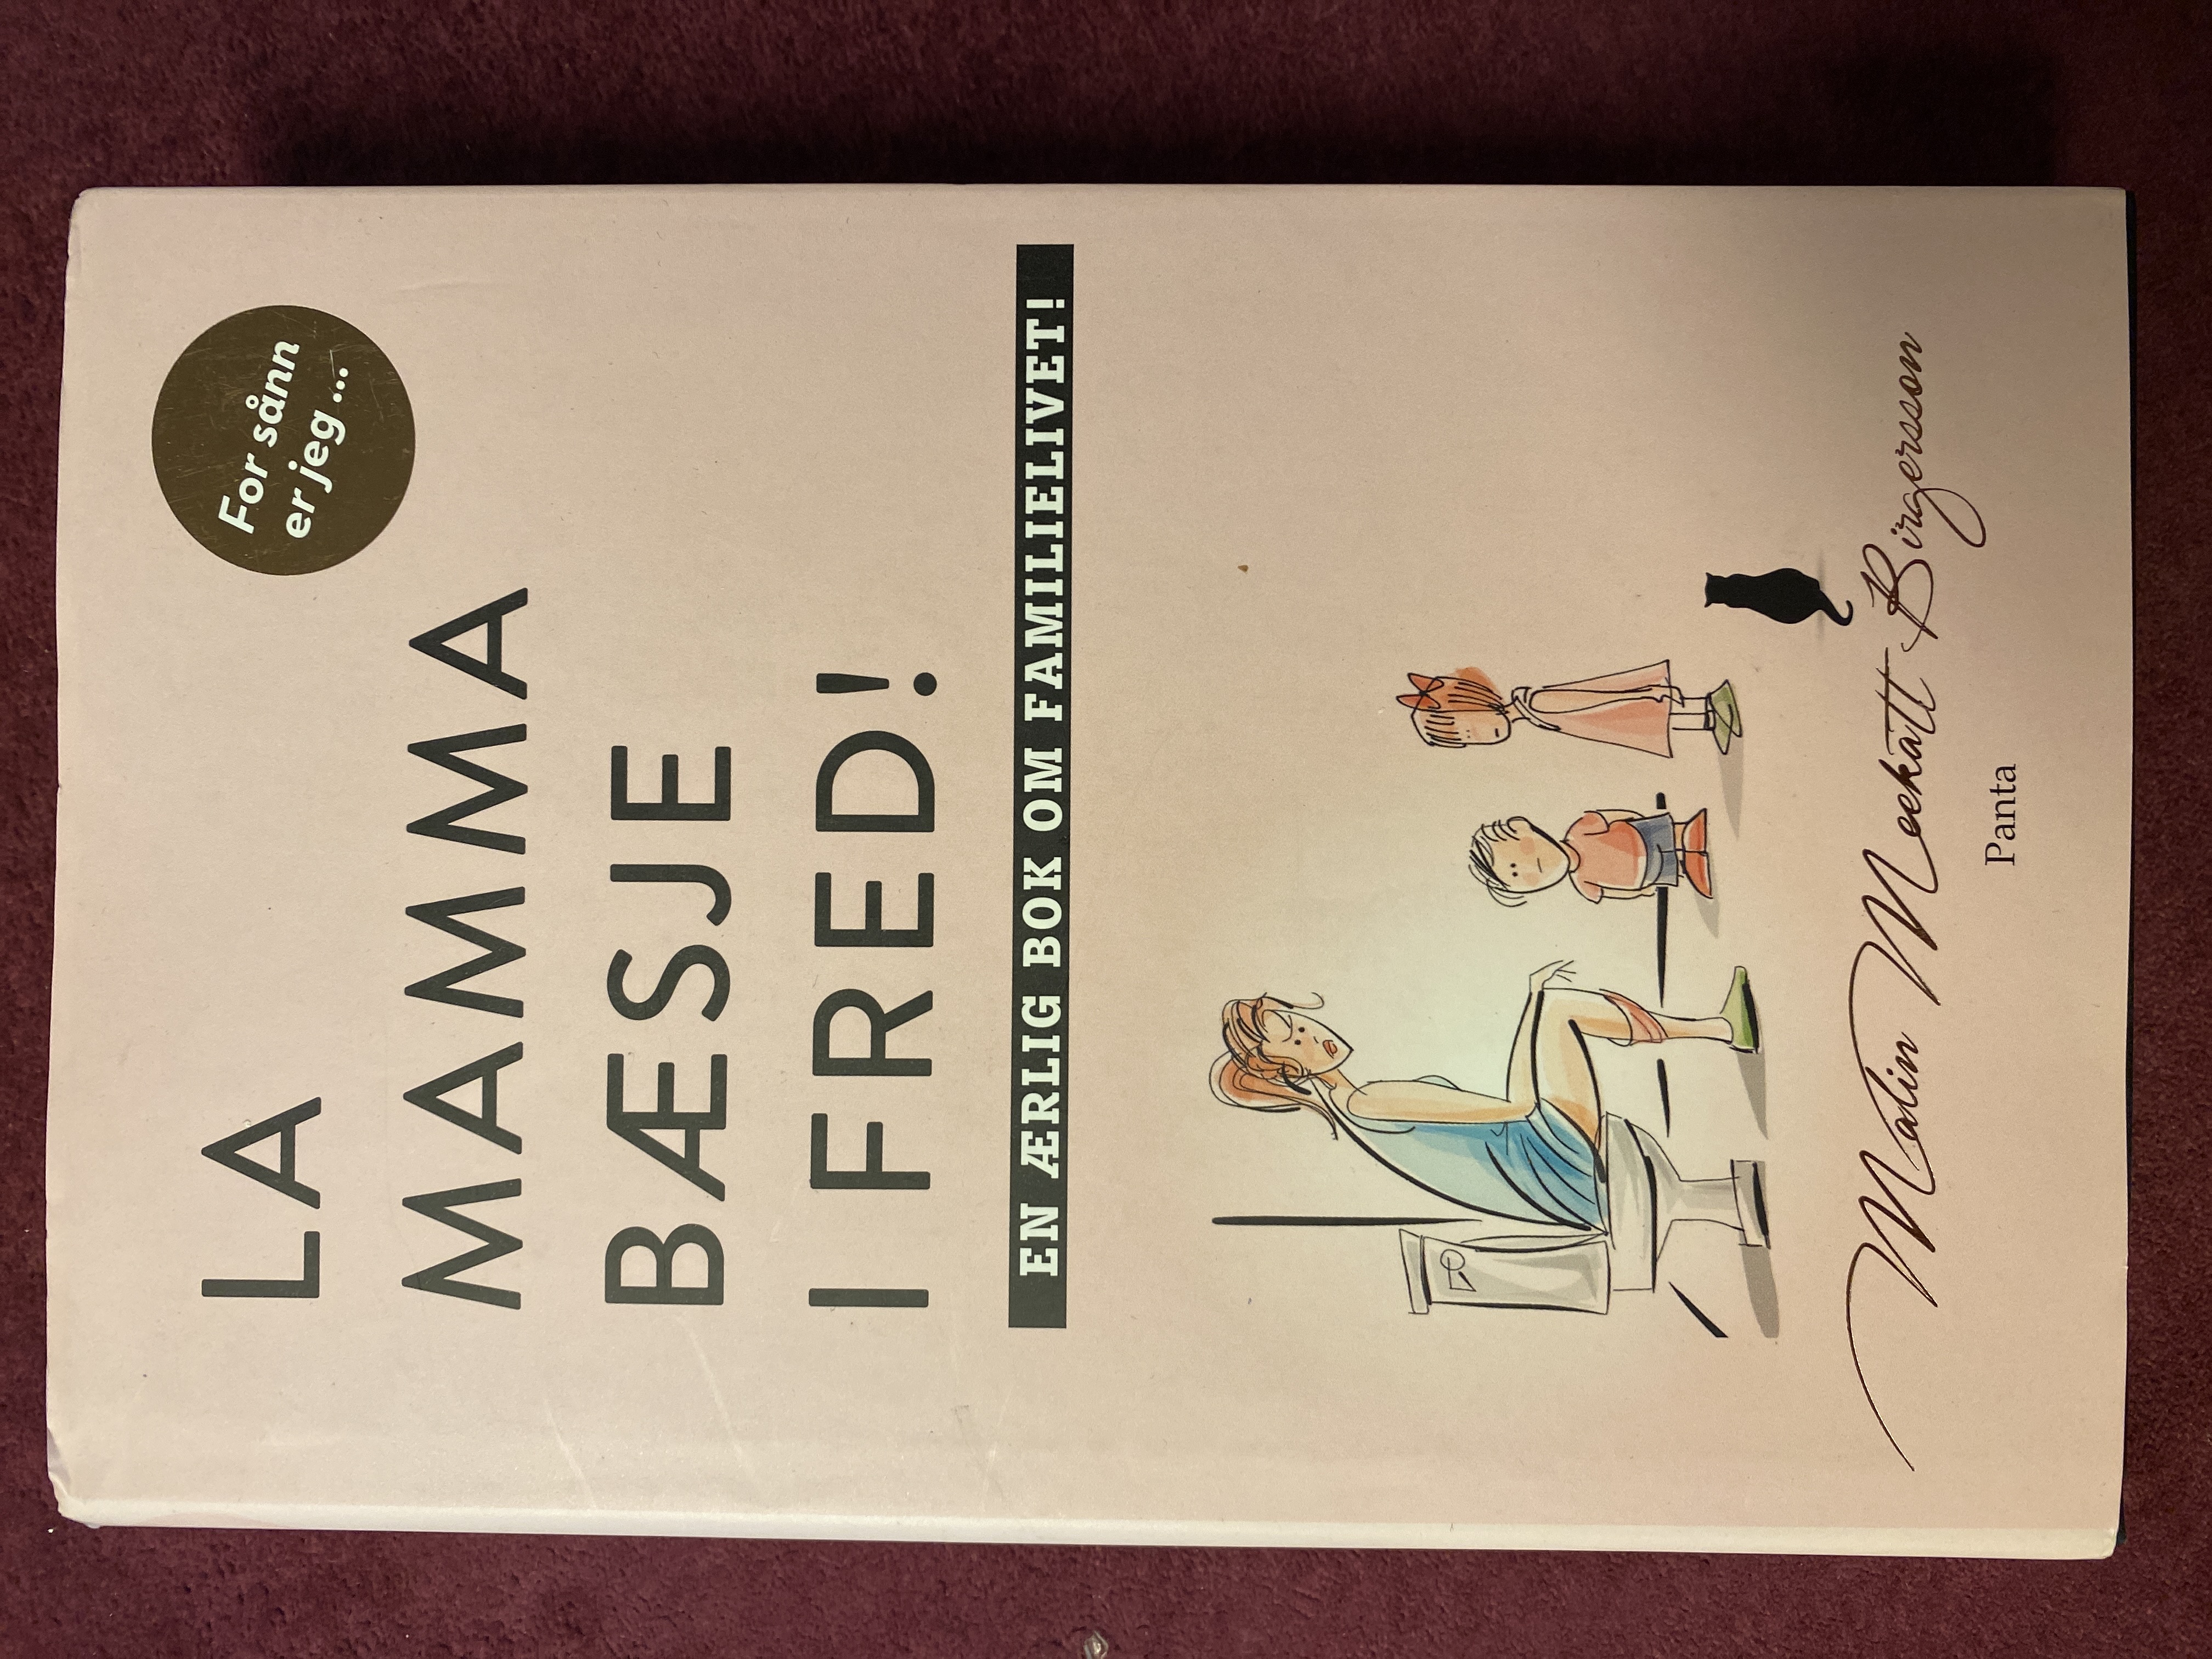 For sånn
er jeg ...
LA
MAMMA
BÆSJE
I FRED!
EN ÆRLIG BOK OM FAMILIELIVET!
Malin Meekatt Birgersson
Panta